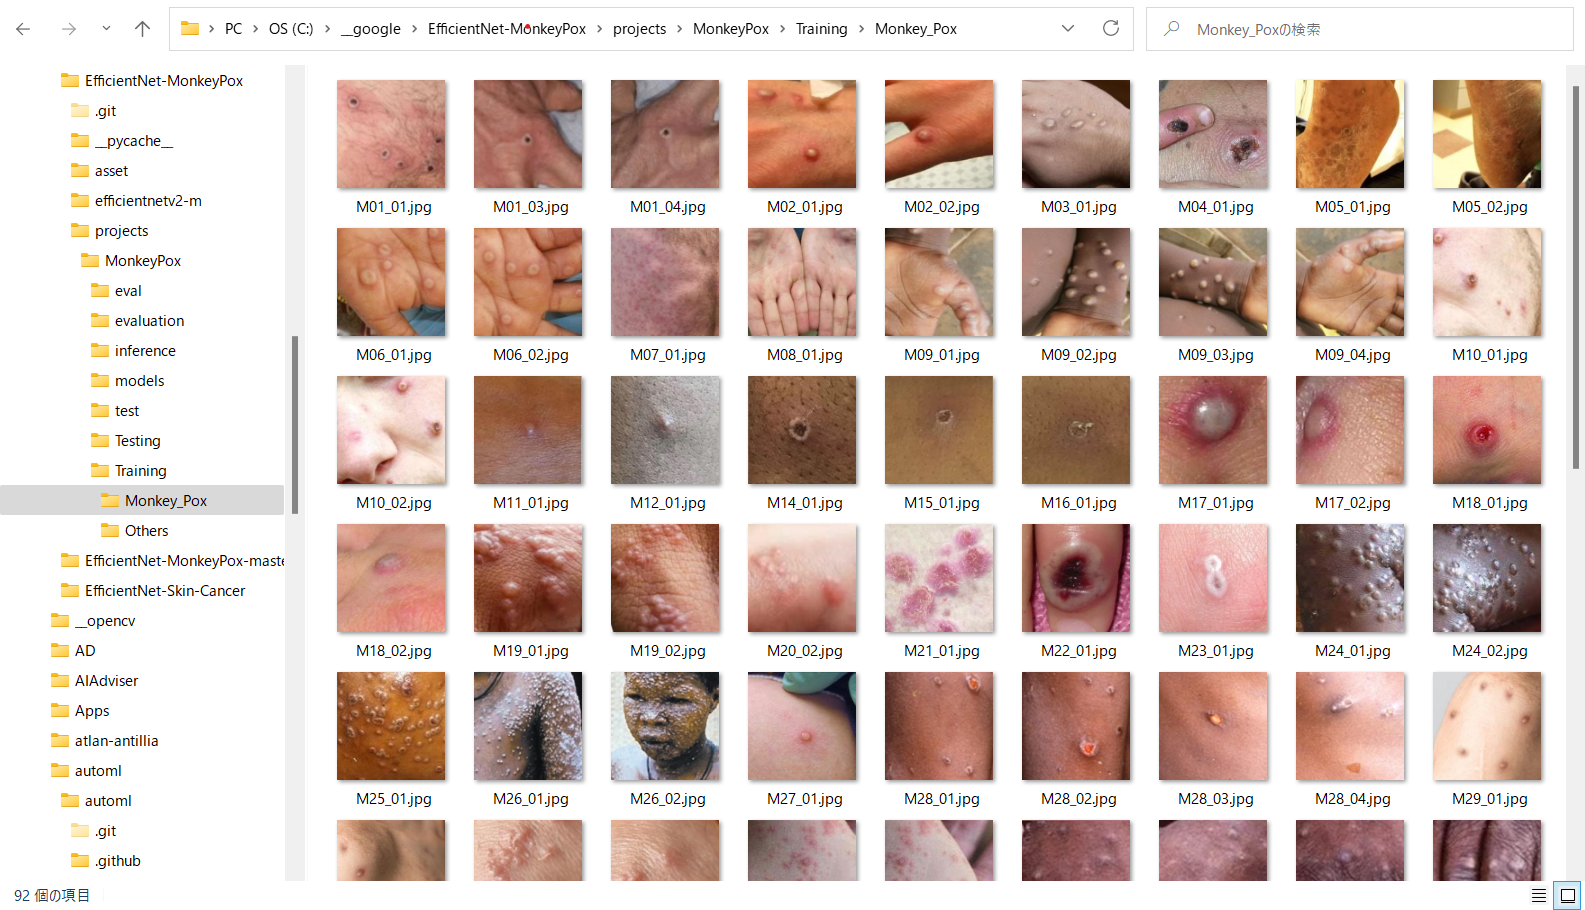 PC > OS (C:) > __google > EfficientNet-MonkeyPox > projects > MonkeyPox > Training > Monkey_Pox
Monkey_Poxの検索
EfficientNet-MonkeyPox
.git
__pycache__
asset
efficientnetv2-m
projects
MonkeyPox
eval
evaluation
inference
models
test
Testing
Training
Monkey_Pox
Others
EfficientNet-MonkeyPox-maste
EfficientNet-Skin-Cancer
__opencv
AD
AIAdviser
Apps
atlan-antillia
automl
automl
.git
.github
M01_01.jpg M01_03.jpg M01_04.jpg M02_01.jpg M02_02.jpg M03_01.jpg M04_01.jpg M05_01.jpg M05_02.jpg
M06_01.jpg M06_02.jpg M07_01.jpg M08_01.jpg M09_01.jpg M09_02.jpg M09_03.jpg M09_04.jpg M10_01.jpg
M10_02.jpg M11_01.jpg M12_01.jpg M14_01.jpg M15_01.jpg M16_01.jpg M17_01.jpg M17_02.jpg M18_01.jpg
M18_02.jpg M19_01.jpg M19_02.jpg M20_02.jpg M21_01.jpg M22_01.jpg M23_01.jpg M24_01.jpg M24_02.jpg
M25_01.jpg M26_01.jpg M26_02.jpg M27_01.jpg M28_01.jpg M28_02.jpg M28_03.jpg M28_04.jpg M29_01.jpg
92 個の項目